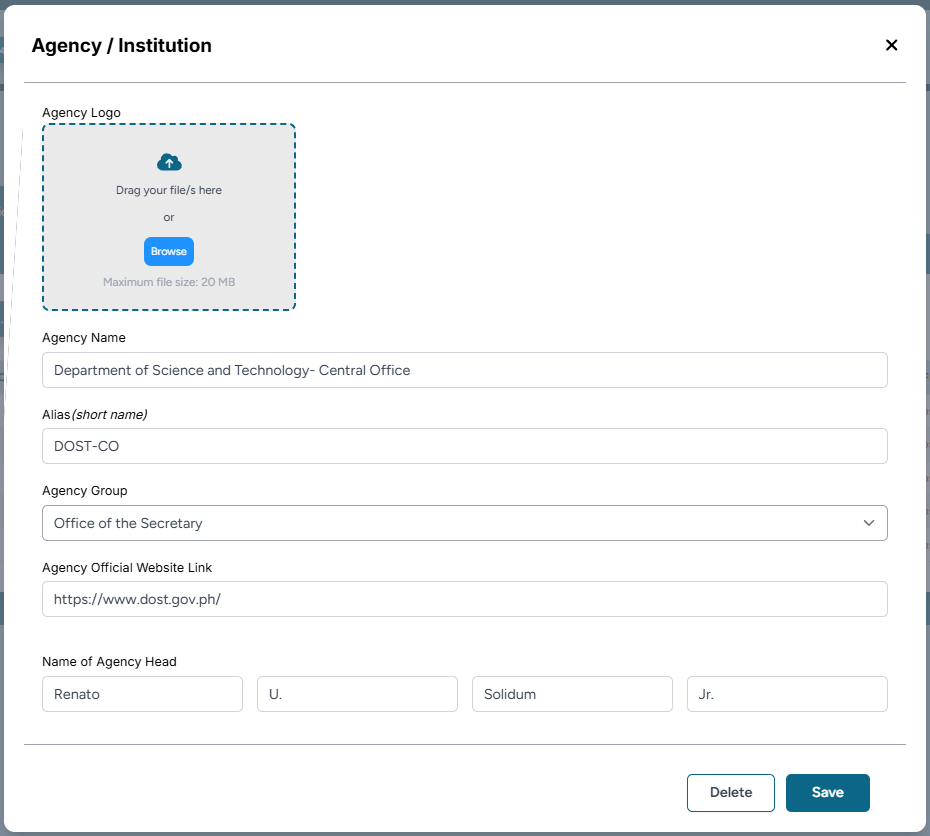 Agency / Institution
Agency Logo
Drag your file/s here
or
Browse
Maximum file size: 20 MB
Agency Name
Department of Science and Technology- Central Office
Alias(short name)
DOST-CO
Agency Group
Office of the Secretary
Agency Official Website Link
https://www.dost.gov.ph/
Name of Agency Head
Renato U. Solidum Jr.
Delete Save